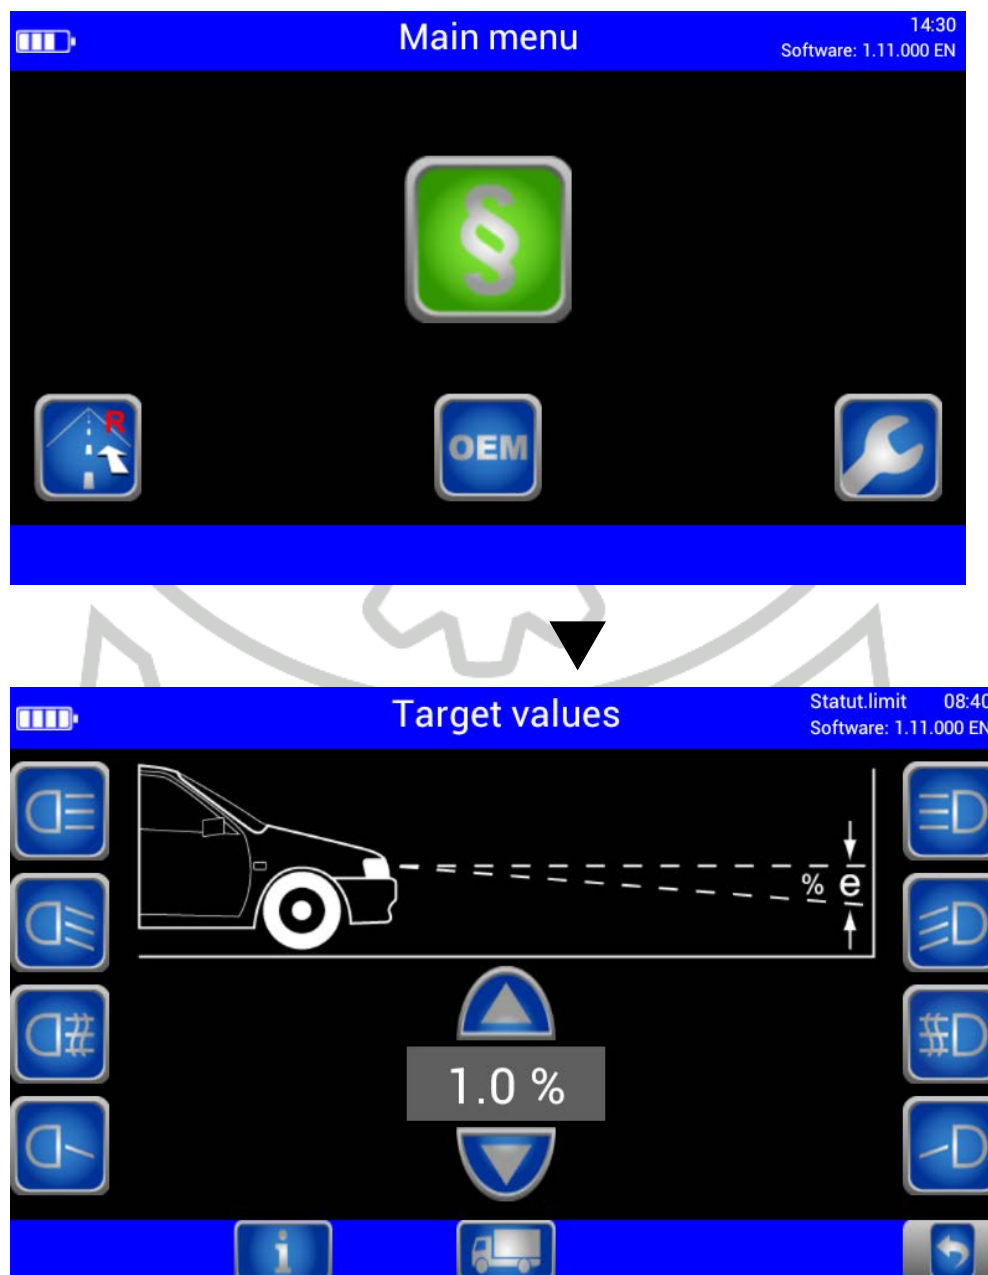 Main menu
14:30
Software: 1.11.000 EN
§
R
OEM
Target values
Statut.limit 08:40
Software: 1.11.000 EN
% e
1.0 %
i